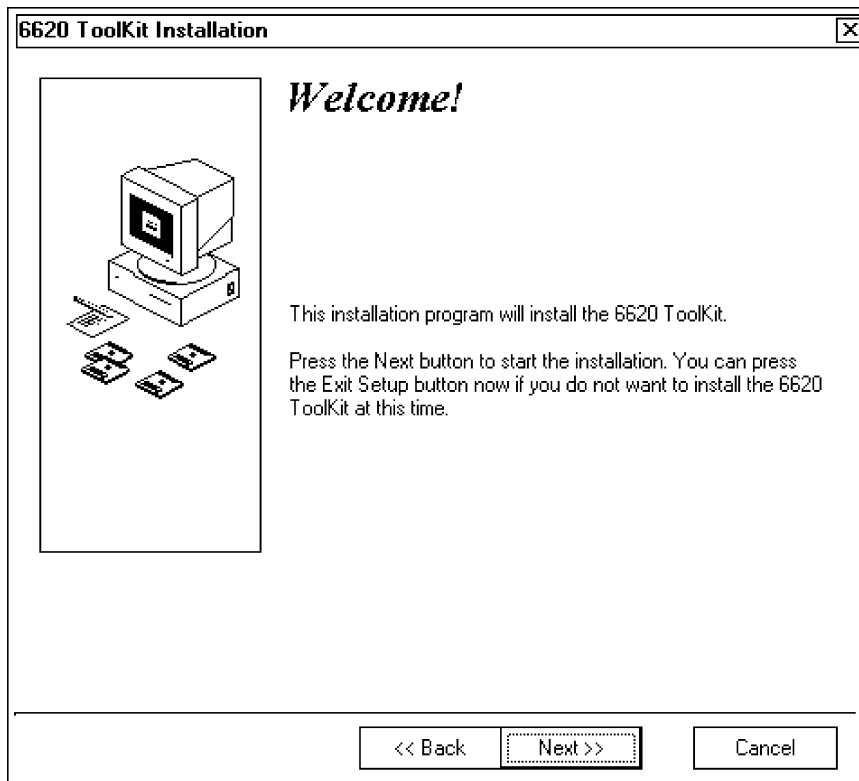 6620 ToolKit Installation
Welcome!
This installation program will install the 6620 ToolKit.
Press the Next button to start the installation. You can press
the Exit Setup button now if you do not want to install the 6620
ToolKit at this time.
<< Back
Next >>
Cancel